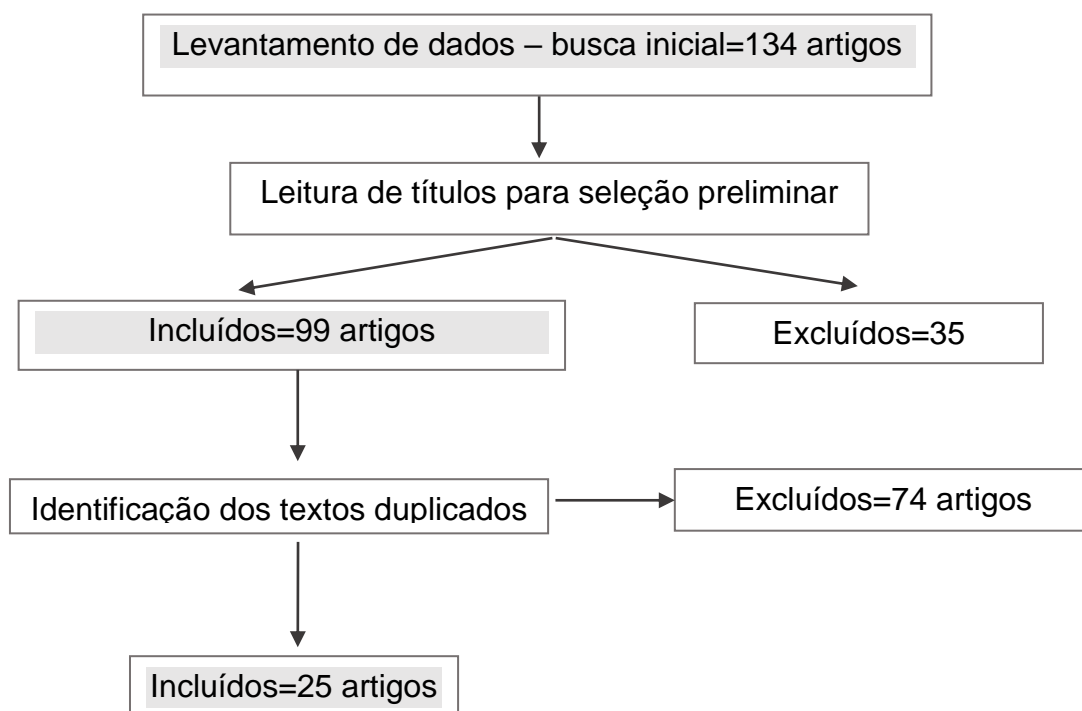 Levantamento de dados – busca inicial=134 artigos
Leitura de títulos para seleção preliminar
Incluídos=99 artigos
Excluídos=35
Identificação dos textos duplicados
Excluídos=74 artigos
Incluídos=25 artigos